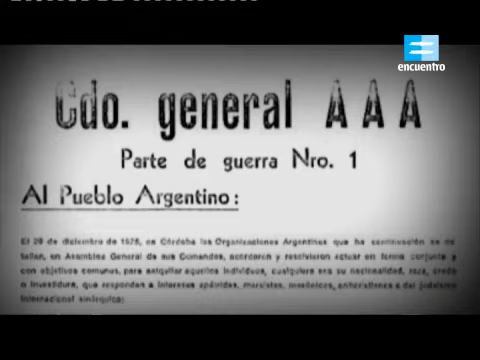 encuentro
Cdo. general A A A
Parte de guerra Nro. 1
Al Pueblo Argentino:
El 29 de diciembre de 1975, en Córdoba las Organizaciones Argentinas que ha continuación se de
tallan, en Asamblea General de sus Comandos, acordaron y resolvieron actuar en forma conjunta y
con objetivos comunes, para aniquilar aquellos individuos, cualquiera era su nacionalidad, raza, credo
o investidura, que respondan a intereses apátridas, marxistas, masónicos, anticristianos o del judaísmo
internacional sinárquico: